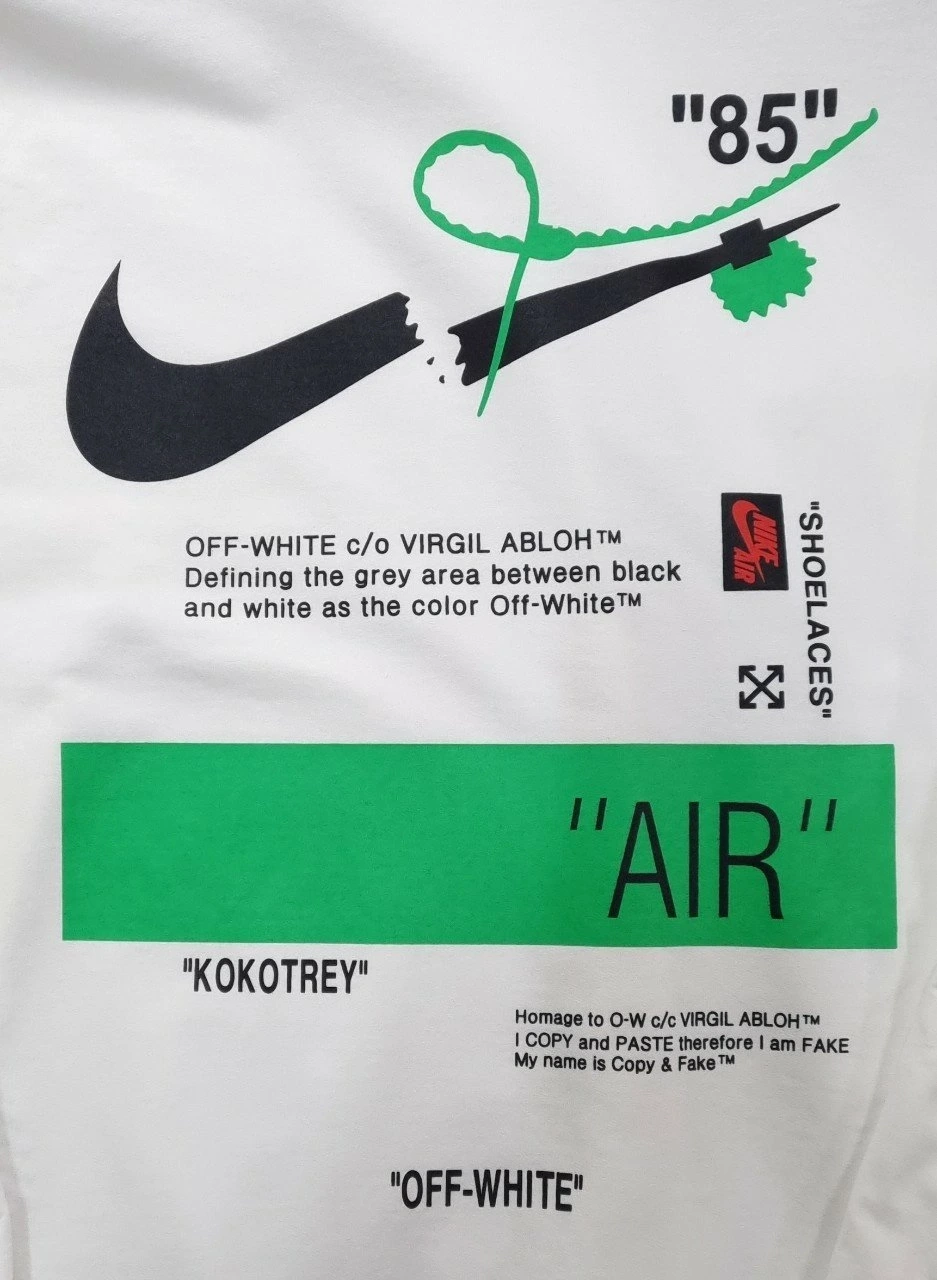 "85"
OFF-WHITE c/o VIRGIL ABLOH™
Defining the grey area between black
and white as the color Off-White™
NIKE
AIR
"SHOELACES"
"AIR"
"KOKOTREY"
Homage to O-W c/c VIRGIL ABLOH™
I COPY and PASTE therefore I am FAKE
My name is Copy & Fake™
"OFF-WHITE"